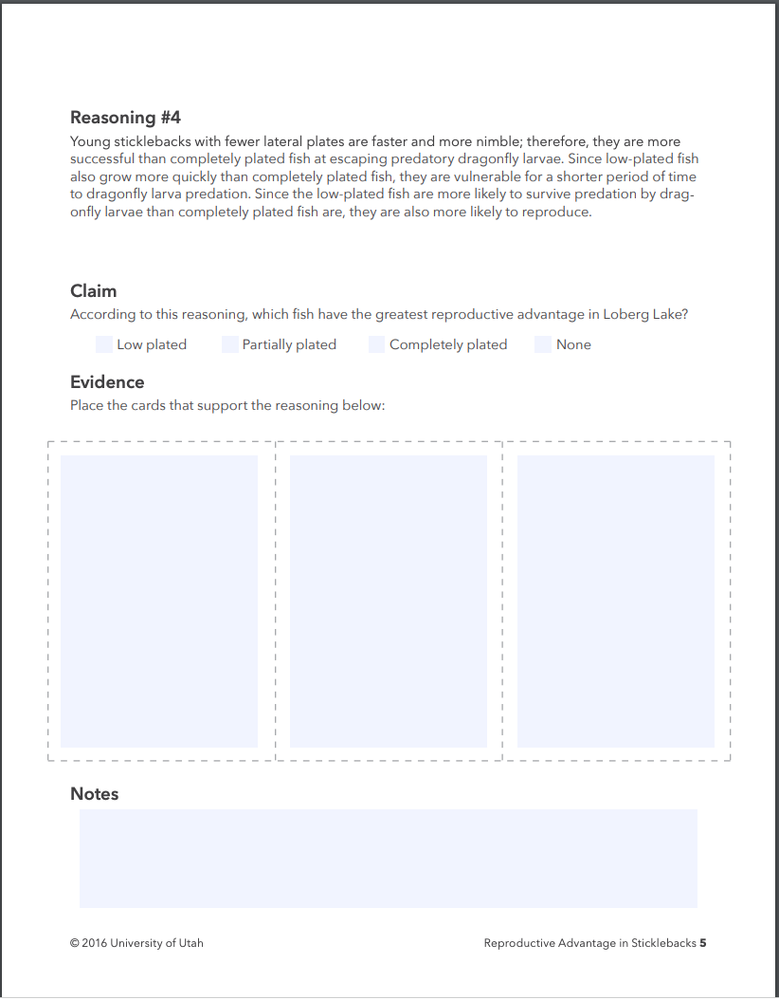 Reasoning #4
Young sticklebacks with fewer lateral plates are faster and more nimble; therefore, they are more
successful than completely plated fish at escaping predatory dragonfly larvae. Since low-plated fish
also grow more quickly than completely plated fish, they are vulnerable for a shorter period of time
to dragonfly larva predation. Since the low-plated fish are more likely to survive predation by drag-
onfly larvae than completely plated fish are, they are also more likely to reproduce.
Claim
According to this reasoning, which fish have the greatest reproductive advantage in Loberg Lake?
Low plated Partially plated Completely plated None
Evidence
Place the cards that support the reasoning below:
Notes
© 2016 University of Utah Reproductive Advantage in Sticklebacks 5